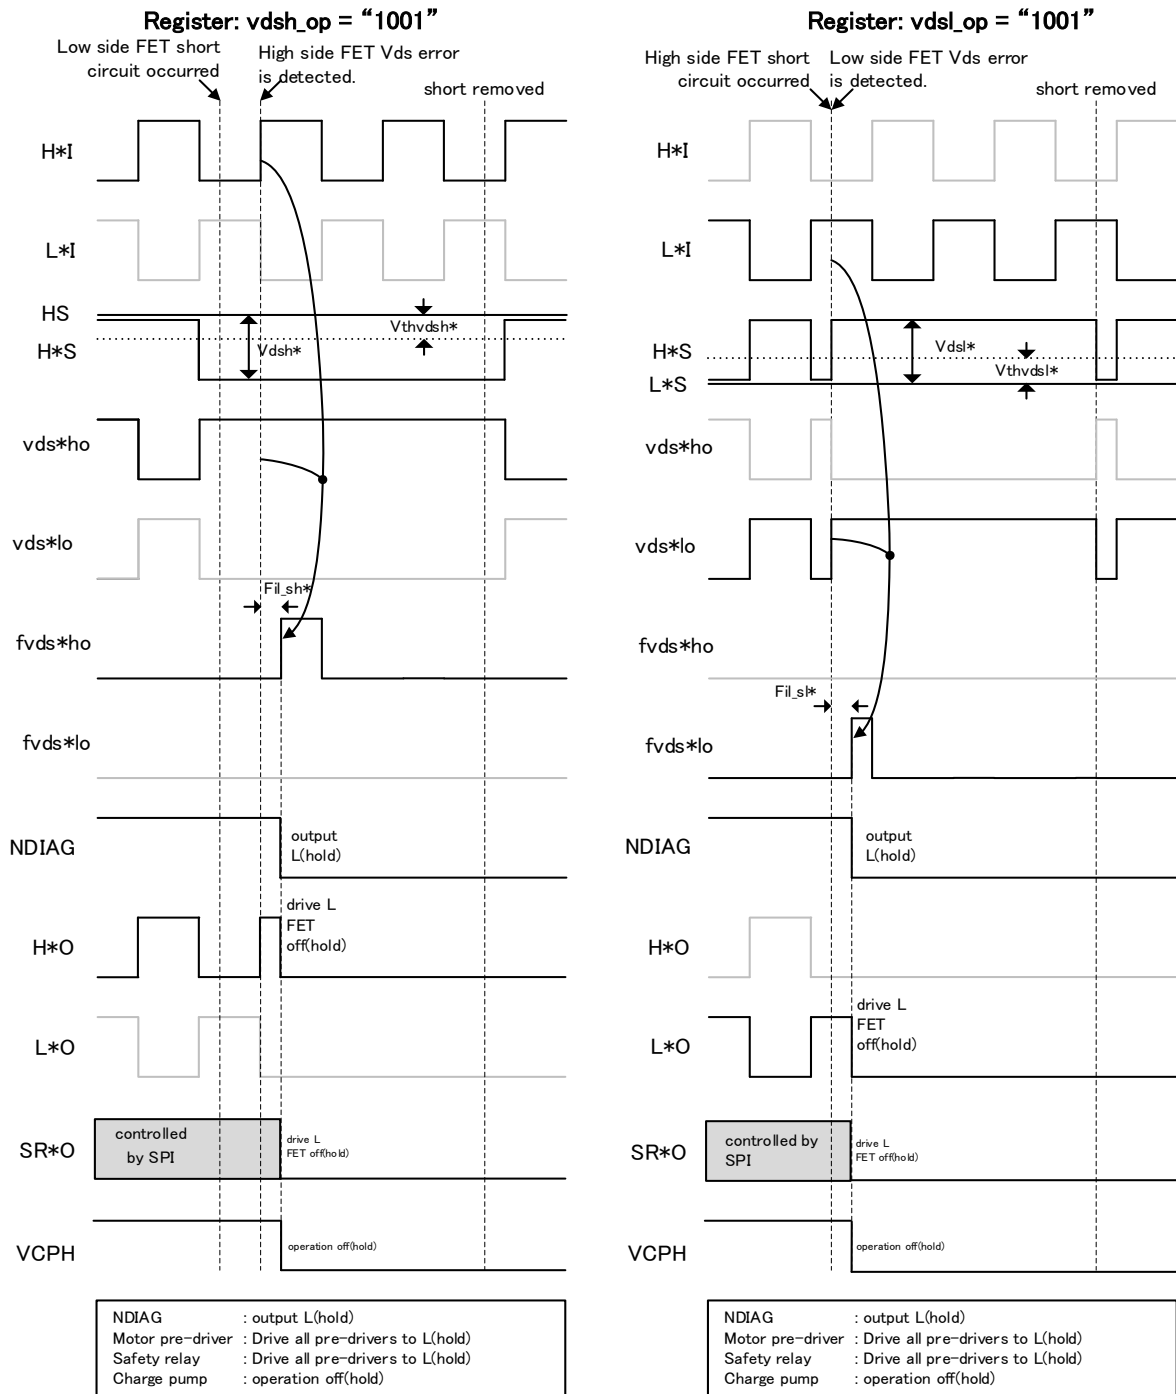 Register: vdsh_op = “1001”
Low side FET short
circuit occurred
High side FET Vds error
is detected.
short removed
H*I
L*I
HS
Vthvdsh*
H*S
Vdsh*
vds*ho
vds*lo
Fil_sh*
fvds*ho
fvds*lo
NDIAG
output
L(hold)
drive L
FET
off(hold)
H*O
L*O
SR*O
controlled
by SPI
drive L
FET off(hold)
VCPH
operation off(hold)
NDIAG : output L(hold)
Motor pre-driver : Drive all pre-drivers to L(hold)
Safety relay : Drive all pre-drivers to L(hold)
Charge pump : operation off(hold)
Register: vdsl_op = “1001”
High side FET short
circuit occurred
Low side FET Vds error
is detected.
short removed
H*I
L*I
H*S
Vdsl*
Vthvdsl*
L*S
vds*ho
vds*lo
fvds*ho
Fil_sl*
fvds*lo
NDIAG
output
L(hold)
H*O
drive L
FET
off(hold)
L*O
SR*O
controlled by
SPI
drive L
FET off(hold)
VCPH
operation off(hold)
NDIAG : output L(hold)
Motor pre-driver : Drive all pre-drivers to L(hold)
Safety relay : Drive all pre-drivers to L(hold)
Charge pump : operation off(hold)